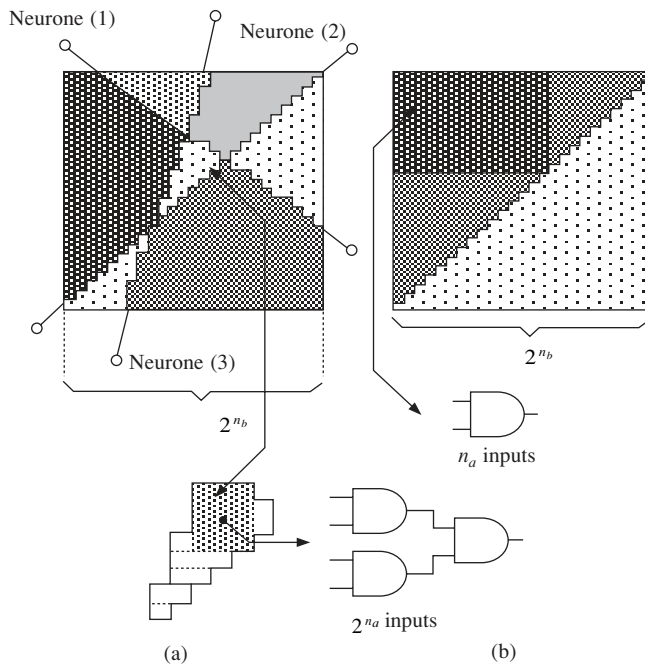 Neurone (1)
Neurone (2)
Neurone (3)
2^{n_b}
2^{n_b}
n_a inputs
2^{n_a} inputs
(a)
(b)